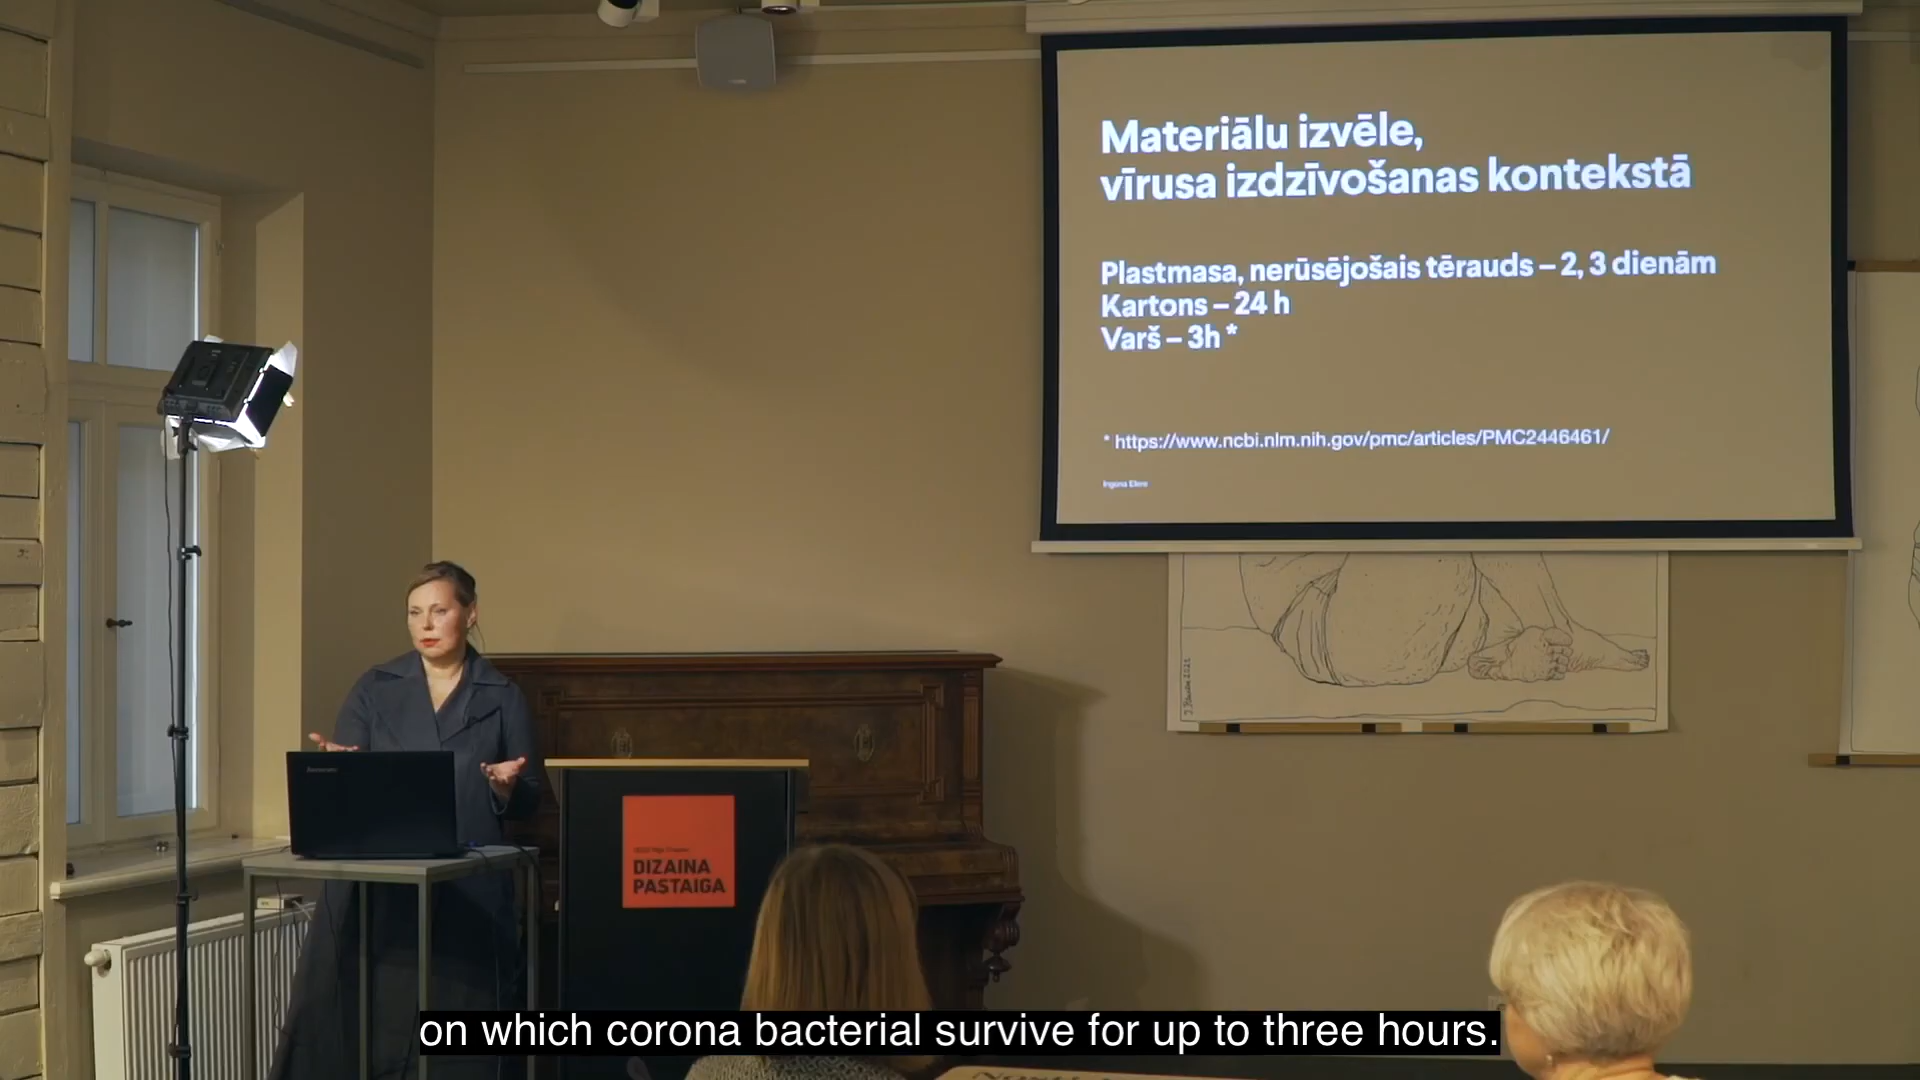 Materiālu izvēle,
vīrusa izdzīvošanas kontekstā
Plastmasa, nerūsējošais tērauds – 2, 3 dienām
Kartons – 24 h
Varš – 3h *
* https://www.ncbi.nlm.nih.gov/pmc/articles/PMC2446461/
DIZAINA
PASTAIGA
on which corona bacterial survive for up to three hours.